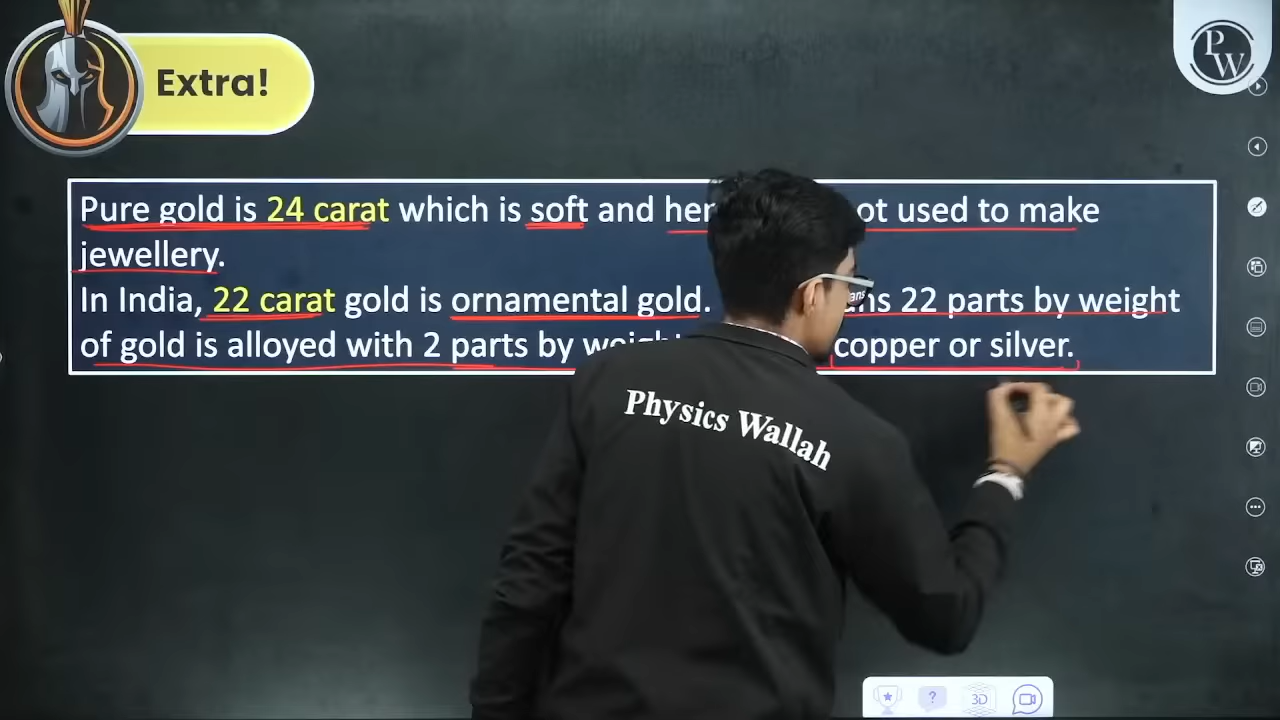 Extra!
PW
Pure gold is 24 carat which is soft and her ot used to make
jewellery.
In India, 22 carat gold is ornamental gold. ans 22 parts by weight
of gold is alloyed with 2 parts by weight copper or silver.
Physics Wallah
?
3D